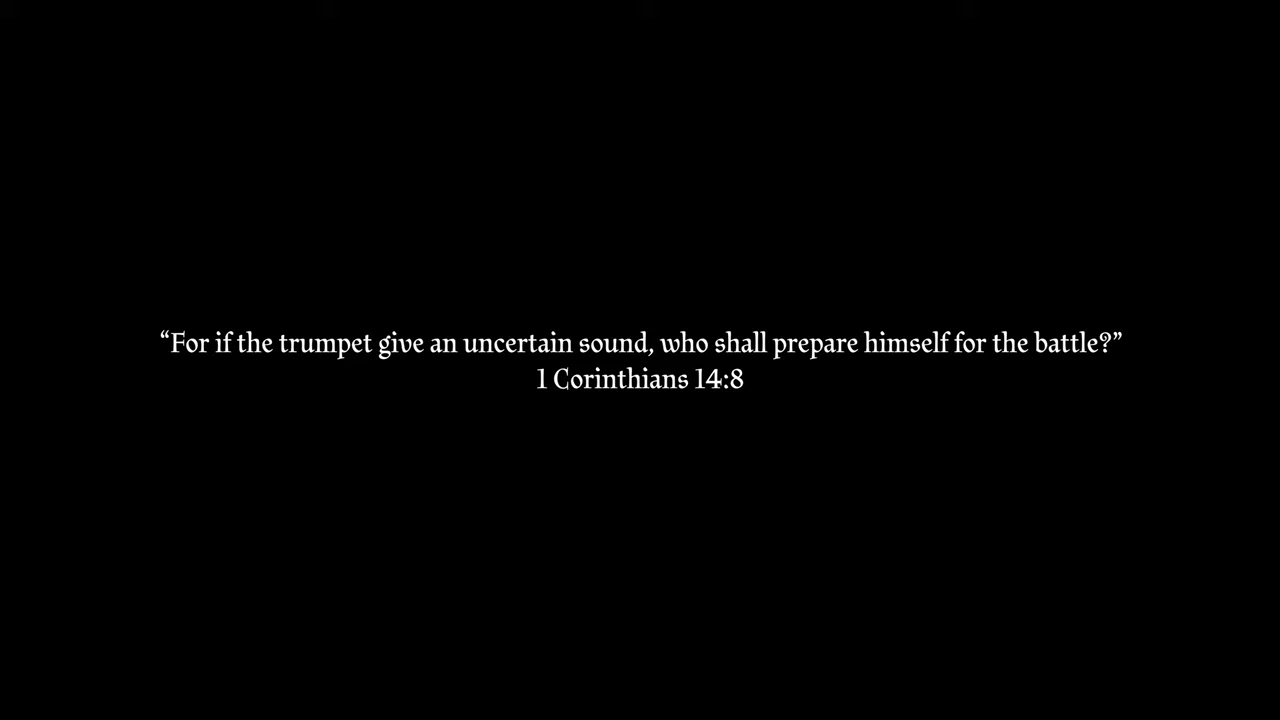 “For if the trumpet give an uncertain sound, who shall prepare himself for the battle?”
1 Corinthians 14:8